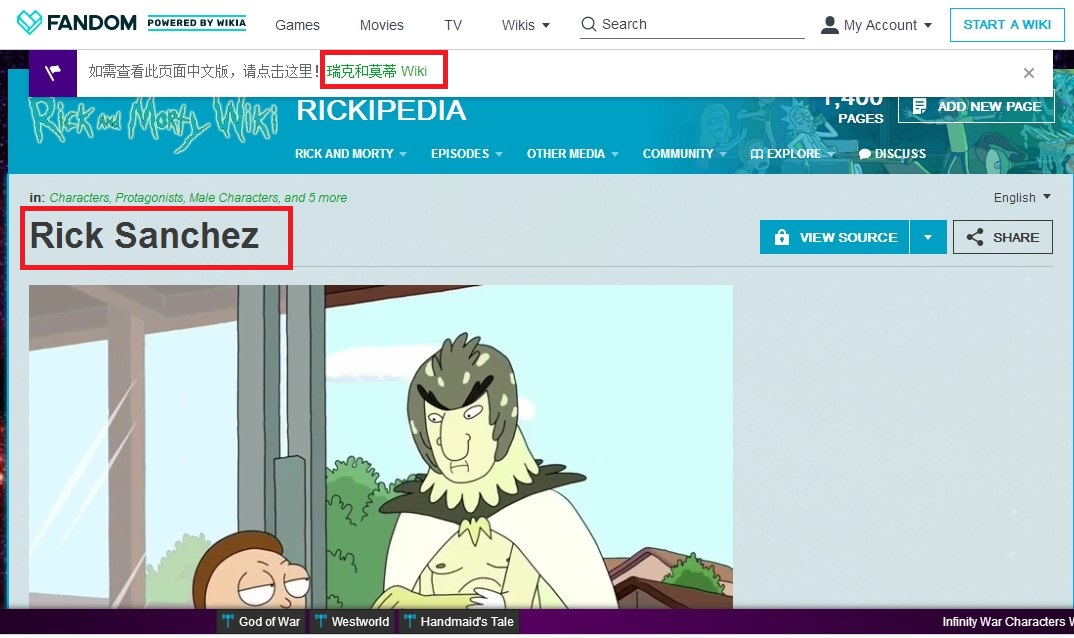 FANDOM POWERED BY WIKIA Games Movies TV Wikis Search My Account START A WIKI
如需查看此页面中文版，请点击这里！瑞克和莫蒂 Wiki
Rick and Morty Wiki RICKIPEDIA 1,400 PAGES ADD NEW PAGE
RICK AND MORTY EPISODES OTHER MEDIA COMMUNITY EXPLORE DISCUSS
in: Characters, Protagonists, Male Characters, and 5 more English
Rick Sanchez VIEW SOURCE SHARE
God of War Westworld Handmaid's Tale Infinity War Characters W